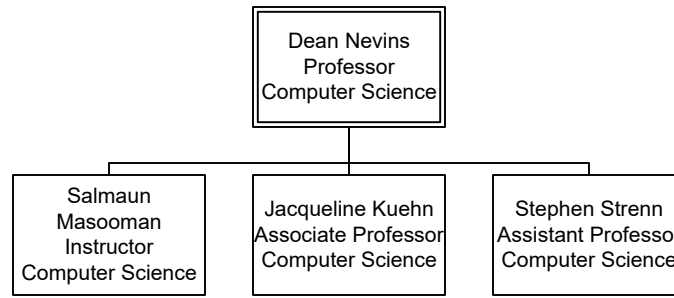 Dean Nevins
Professor
Computer Science
Salmaun
Masooman
Instructor
Computer Science
Jacqueline Kuehn
Associate Professor
Computer Science
Stephen Strenn
Assistant Professo
Computer Science